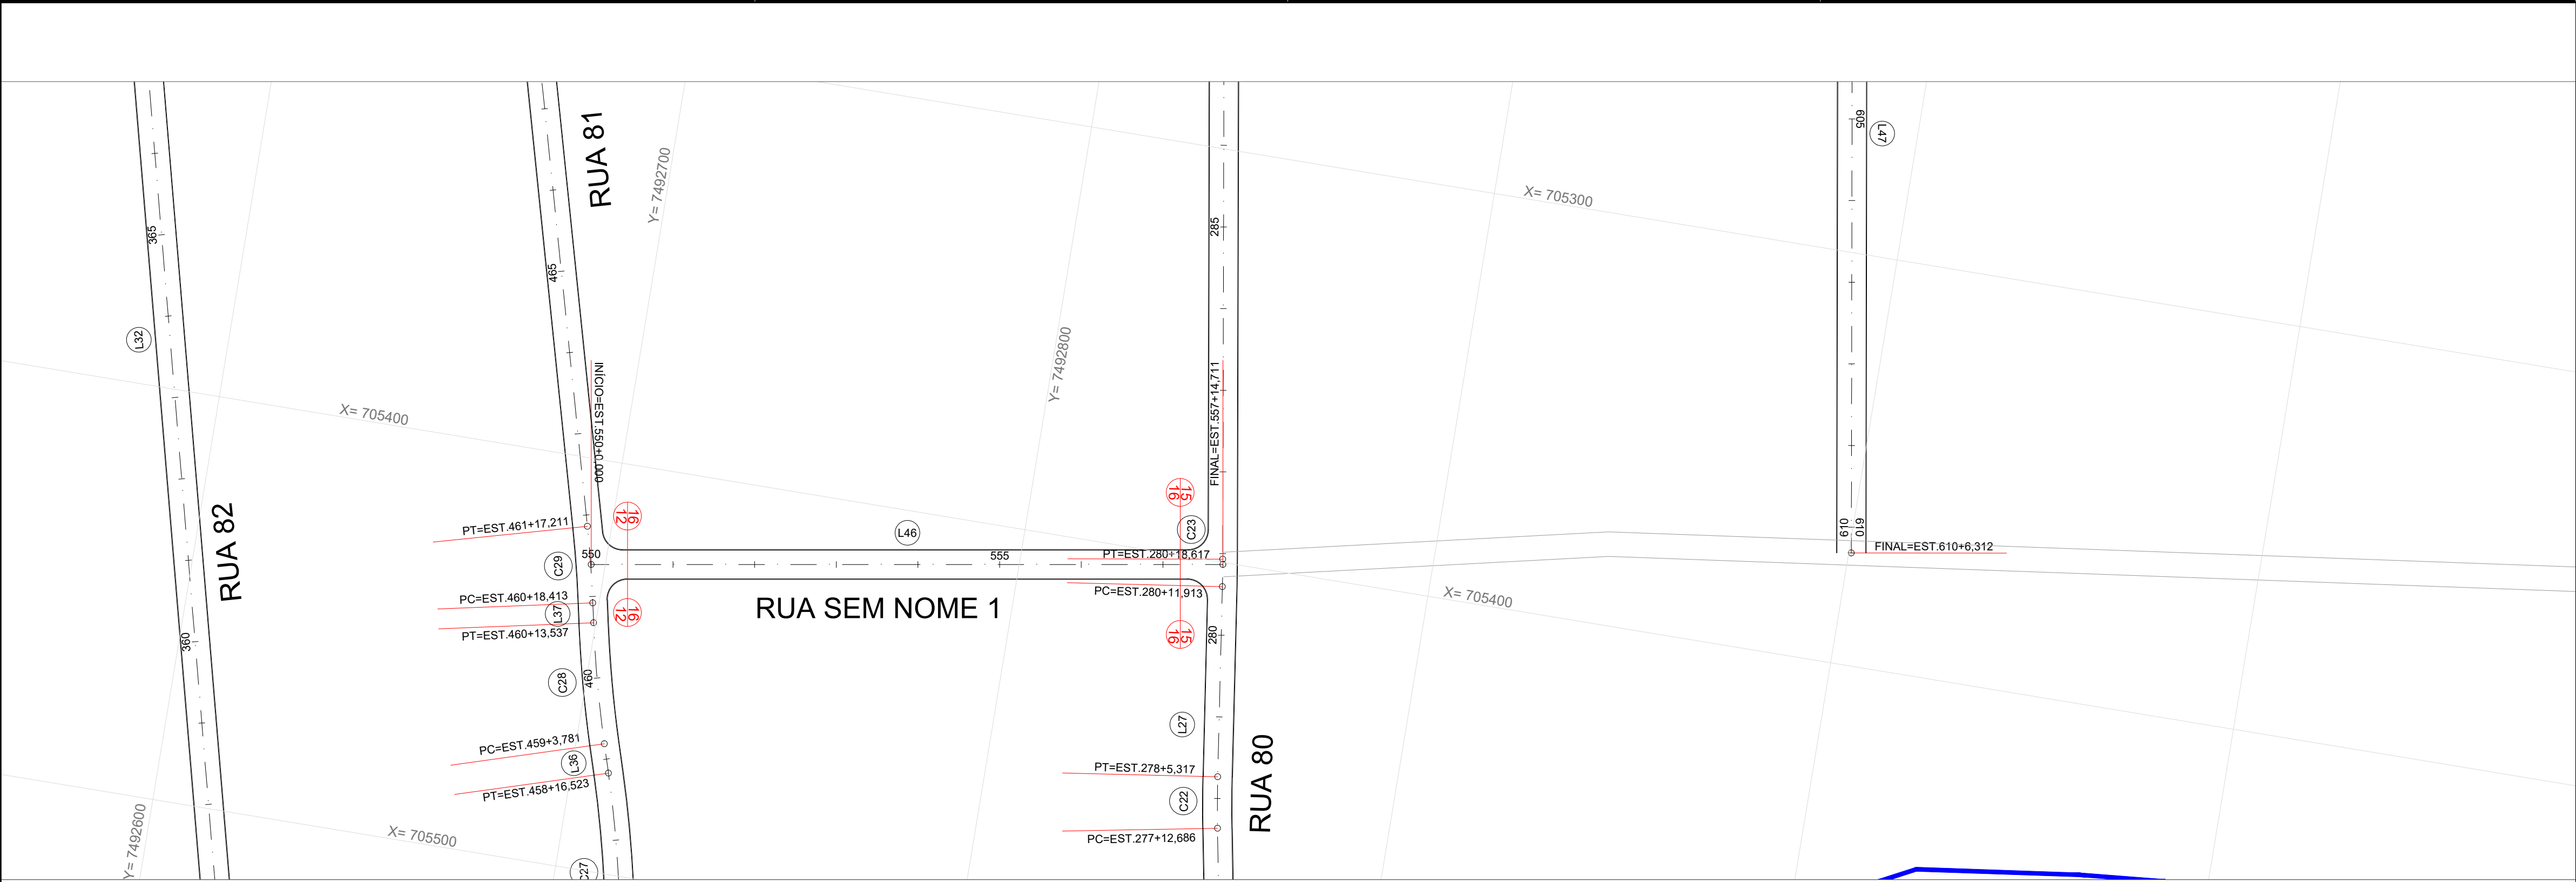 RUA 82
L32
365
360
X= 705400
Y= 7492600
X= 705500
RUA 81
Y= 7492700
465
INÍCIO=EST.550+0,000
PT=EST.461+17,211
550
C29
PC=EST.460+18,413
L37
PT=EST.460+13,537
C28
460
PC=EST.459+3,781
L36
PT=EST.458+16,523
C27
16
12
16
12
L46
555
RUA SEM NOME 1
Y= 7492800
285
FINAL=EST.557+14,711
15
16
C23
PT=EST.280+18,617
PC=EST.280+11,913
15
16
280
L27
RUA 80
PT=EST.278+5,317
C22
PC=EST.277+12,686
X= 705300
X= 705400
605
L47
610
610
FINAL=EST.610+6,312